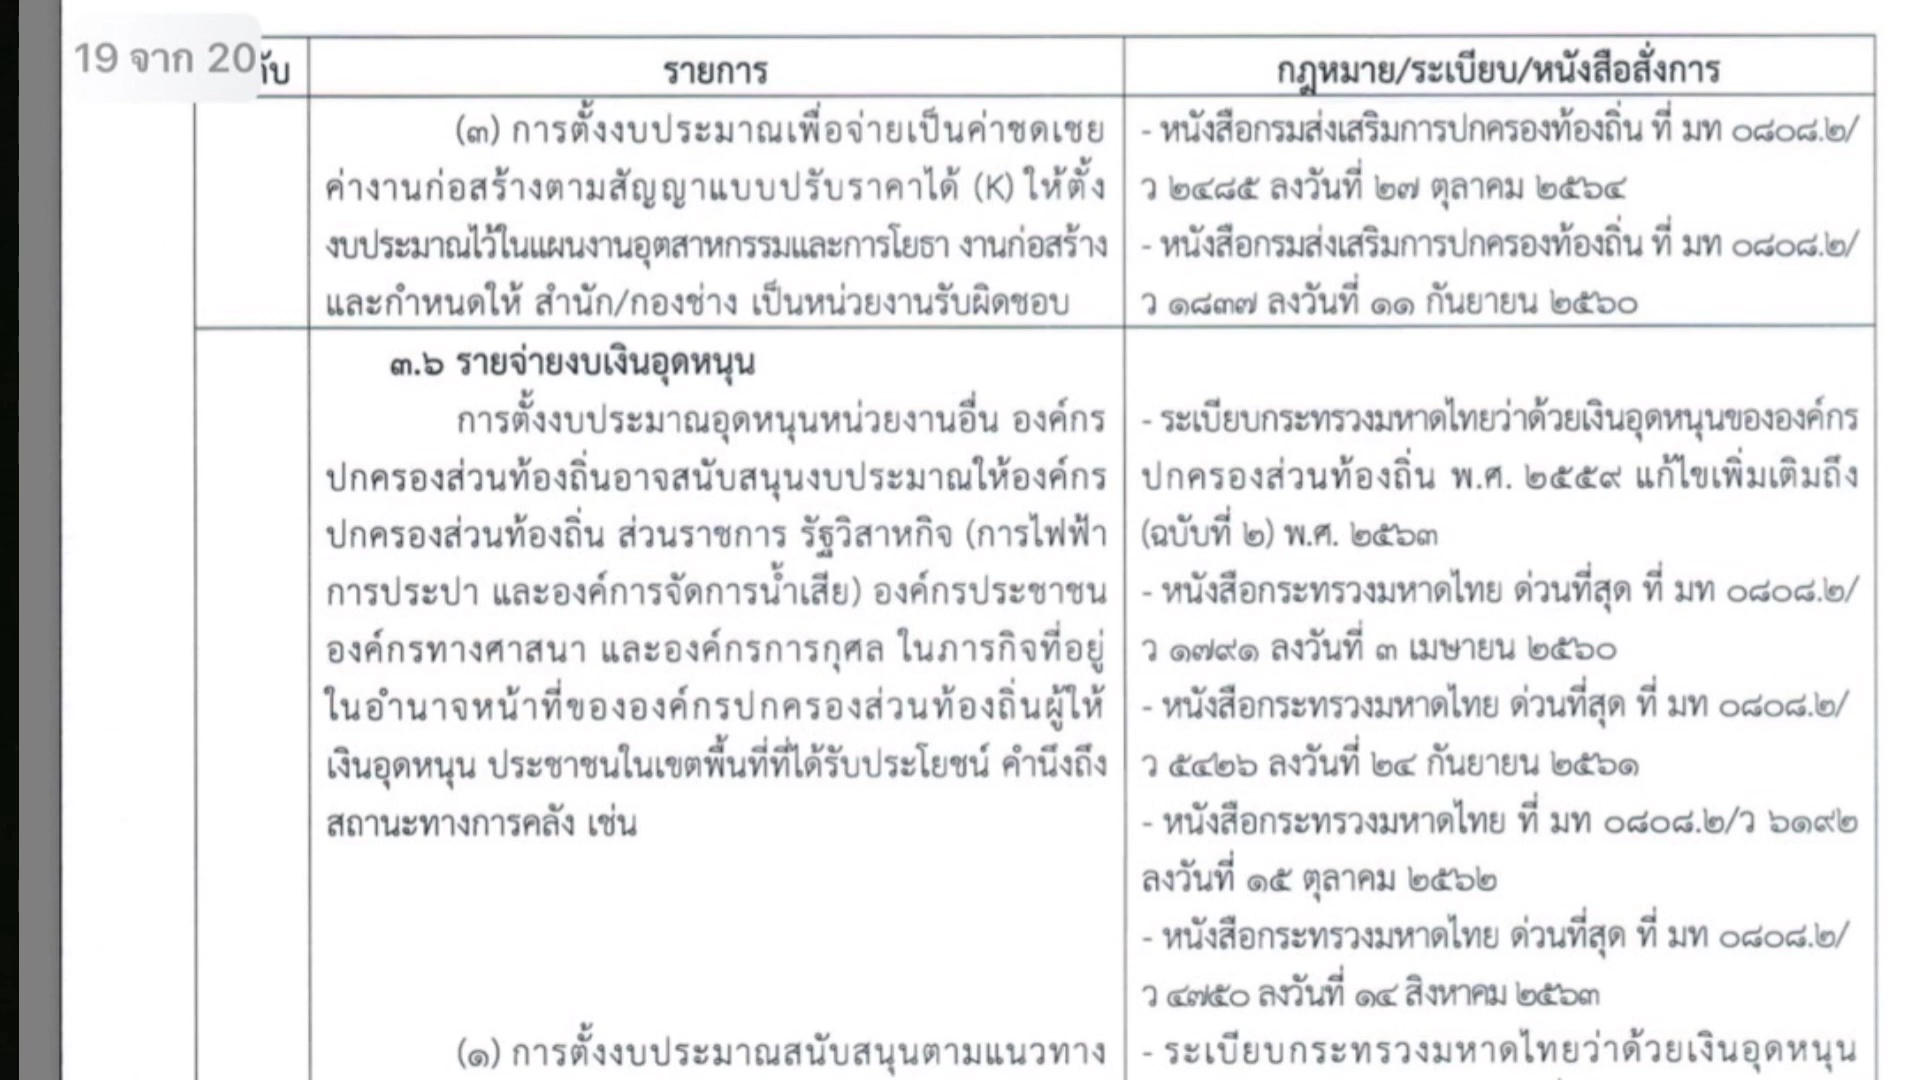 19 จาก 20
รายการ
กฎหมาย/ระเบียบ/หนังสือสั่งการ
(๓) การตั้งงบประมาณเพื่อจ่ายเป็นค่าชดเชย
ค่างานก่อสร้างตามสัญญาแบบปรับราคาได้ (K) ให้ตั้ง
งบประมาณไว้ในแผนงานอุตสาหกรรมและการโยธา งานก่อสร้าง
และกำหนดให้ สำนัก/กองช่าง เป็นหน่วยงานรับผิดชอบ
- หนังสือกรมส่งเสริมการปกครองท้องถิ่น ที่ มท ๐๘๐๘.๒/
ว ๒๔๘๕ ลงวันที่ ๒๗ ตุลาคม ๒๕๖๔
- หนังสือกรมส่งเสริมการปกครองท้องถิ่น ที่ มท ๐๘๐๘.๒/
ว ๑๘๓๗ ลงวันที่ ๑๑ กันยายน ๒๕๖๐
๓.๖ รายจ่ายงบเงินอุดหนุน
การตั้งงบประมาณอุดหนุนหน่วยงานอื่น องค์กร
ปกครองส่วนท้องถิ่นอาจสนับสนุนงบประมาณให้องค์กร
ปกครองส่วนท้องถิ่น ส่วนราชการ รัฐวิสาหกิจ (การไฟฟ้า
การประปา และองค์การจัดการน้ำเสีย) องค์กรประชาชน
องค์กรทางศาสนา และองค์กรการกุศล ในภารกิจที่อยู่
ในอำนาจหน้าที่ขององค์กรปกครองส่วนท้องถิ่นผู้ให้
เงินอุดหนุน ประชาชนในเขตพื้นที่ที่ได้รับประโยชน์ คำนึงถึง
สถานะทางการคลัง เช่น
- ระเบียบกระทรวงมหาดไทยว่าด้วยเงินอุดหนุนขององค์กร
ปกครองส่วนท้องถิ่น พ.ศ. ๒๕๕๙ แก้ไขเพิ่มเติมถึง
(ฉบับที่ ๒) พ.ศ. ๒๕๖๓
- หนังสือกระทรวงมหาดไทย ด่วนที่สุด ที่ มท ๐๘๐๘.๒/
ว ๑๗๙๑ ลงวันที่ ๓ เมษายน ๒๕๖๐
- หนังสือกระทรวงมหาดไทย ด่วนที่สุด ที่ มท ๐๘๐๘.๒/
ว ๕๔๒๖ ลงวันที่ ๒๔ กันยายน ๒๕๖๑
- หนังสือกระทรวงมหาดไทย ที่ มท ๐๘๐๘.๒/ว ๖๑๙๒
ลงวันที่ ๑๕ ตุลาคม ๒๕๖๒
- หนังสือกระทรวงมหาดไทย ด่วนที่สุด ที่ มท ๐๘๐๘.๒/
ว ๔๗๕๐ ลงวันที่ ๑๔ สิงหาคม ๒๕๖๓
(๑) การตั้งงบประมาณสนับสนุนตามแนวทาง
- ระเบียบกระทรวงมหาดไทยว่าด้วยเงินอุดหนุน